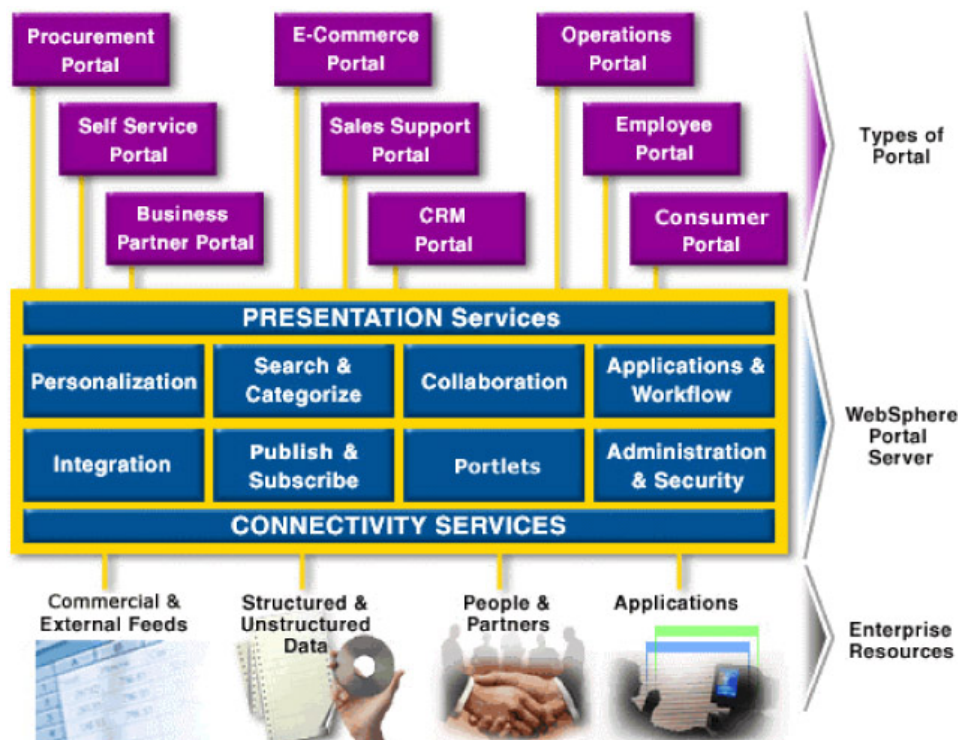 Procurement
Portal
E-Commerce
Portal
Operations
Portal
Self Service
Portal
Sales Support
Portal
Employee
Portal
Business
Partner Portal
CRM
Portal
Consumer
Portal
Types of
Portal
PRESENTATION Services
Personalization
Search &
Categorize
Collaboration
Applications &
Workflow
Integration
Publish &
Subscribe
Portlets
Administration
& Security
CONNECTIVITY SERVICES
WebSphere
Portal
Server
Commercial &
External Feeds
Structured &
Unstructured
Data
People &
Partners
Applications
Enterprise
Resources